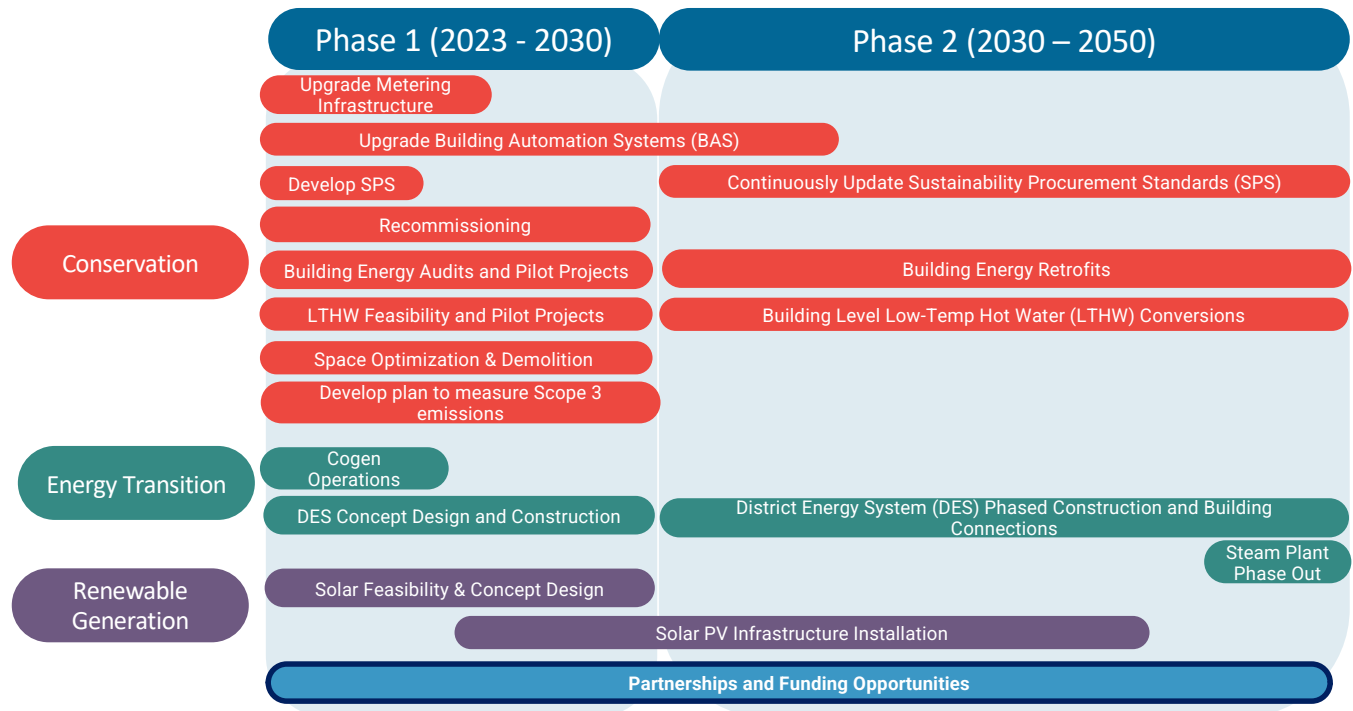 Phase 1 (2023 - 2030)
Phase 2 (2030 – 2050)
Upgrade Metering
Infrastructure
Upgrade Building Automation Systems (BAS)
Develop SPS
Continuously Update Sustainability Procurement Standards (SPS)
Recommissioning
Conservation
Building Energy Audits and Pilot Projects
Building Energy Retrofits
LTHW Feasibility and Pilot Projects
Building Level Low-Temp Hot Water (LTHW) Conversions
Space Optimization & Demolition
Develop plan to measure Scope 3
emissions
Energy Transition
Cogen
Operations
DES Concept Design and Construction
District Energy System (DES) Phased Construction and Building
Connections
Steam Plant
Phase Out
Renewable
Generation
Solar Feasibility & Concept Design
Solar PV Infrastructure Installation
Partnerships and Funding Opportunities